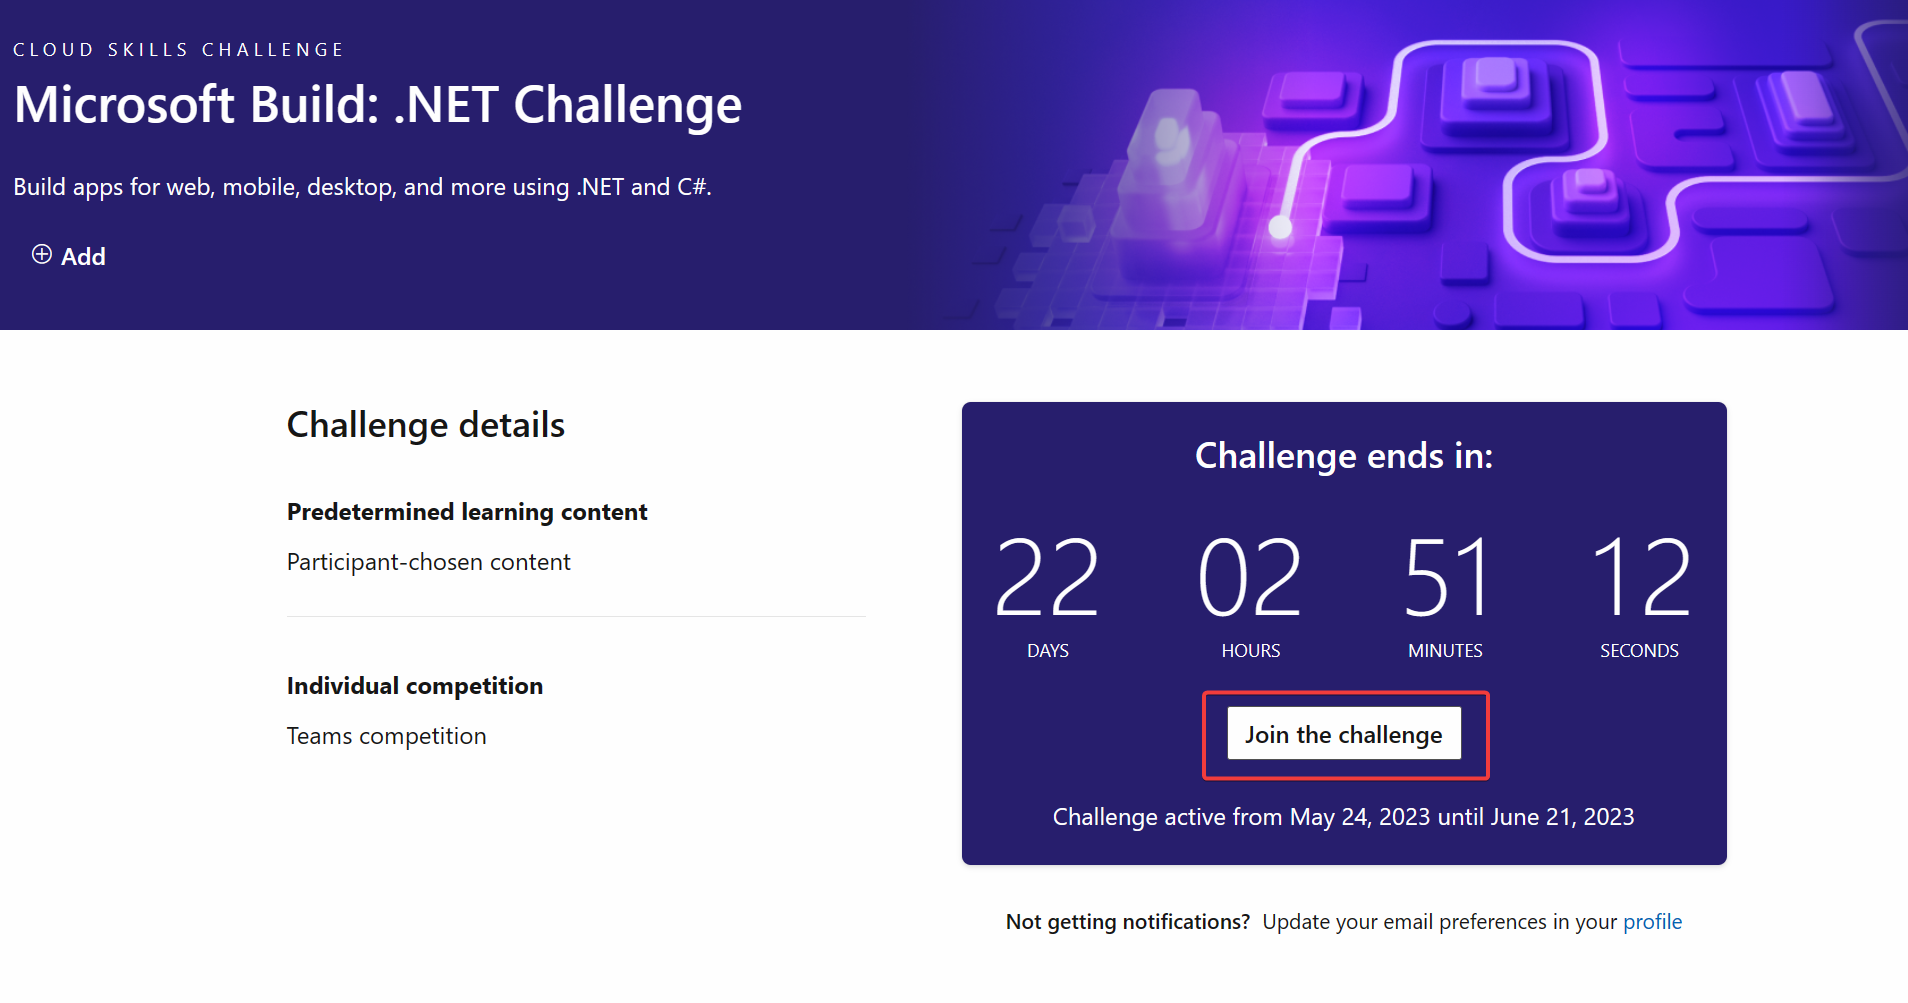 CLOUD SKILLS CHALLENGE
Microsoft Build: .NET Challenge
Build apps for web, mobile, desktop, and more using .NET and C#.
Add
Challenge details
Predetermined learning content
Participant-chosen content
Individual competition
Teams competition
Challenge ends in:
22 02 51 12
DAYS HOURS MINUTES SECONDS
Join the challenge
Challenge active from May 24, 2023 until June 21, 2023
Not getting notifications? Update your email preferences in your profile